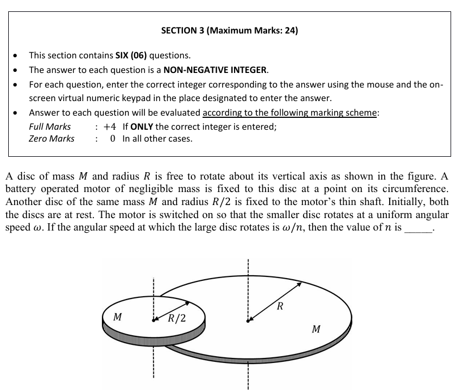 SECTION 3 (Maximum Marks: 24)
• This section contains SIX (06) questions.
• The answer to each question is a NON-NEGATIVE INTEGER.
• For each question, enter the correct integer corresponding to the answer using the mouse and the on-
screen virtual numeric keypad in the place designated to enter the answer.
• Answer to each question will be evaluated according to the following marking scheme:
Full Marks : +4 If ONLY the correct integer is entered;
Zero Marks : 0 In all other cases.
A disc of mass M and radius R is free to rotate about its vertical axis as shown in the figure. A
battery operated motor of negligible mass is fixed to this disc at a point on its circumference.
Another disc of the same mass M and radius R/2 is fixed to the motor's thin shaft. Initially, both
the discs are at rest. The motor is switched on so that the smaller disc rotates at a uniform angular
speed ω. If the angular speed at which the large disc rotates is ω/n, then the value of n is _____.
R
M
R/2
M